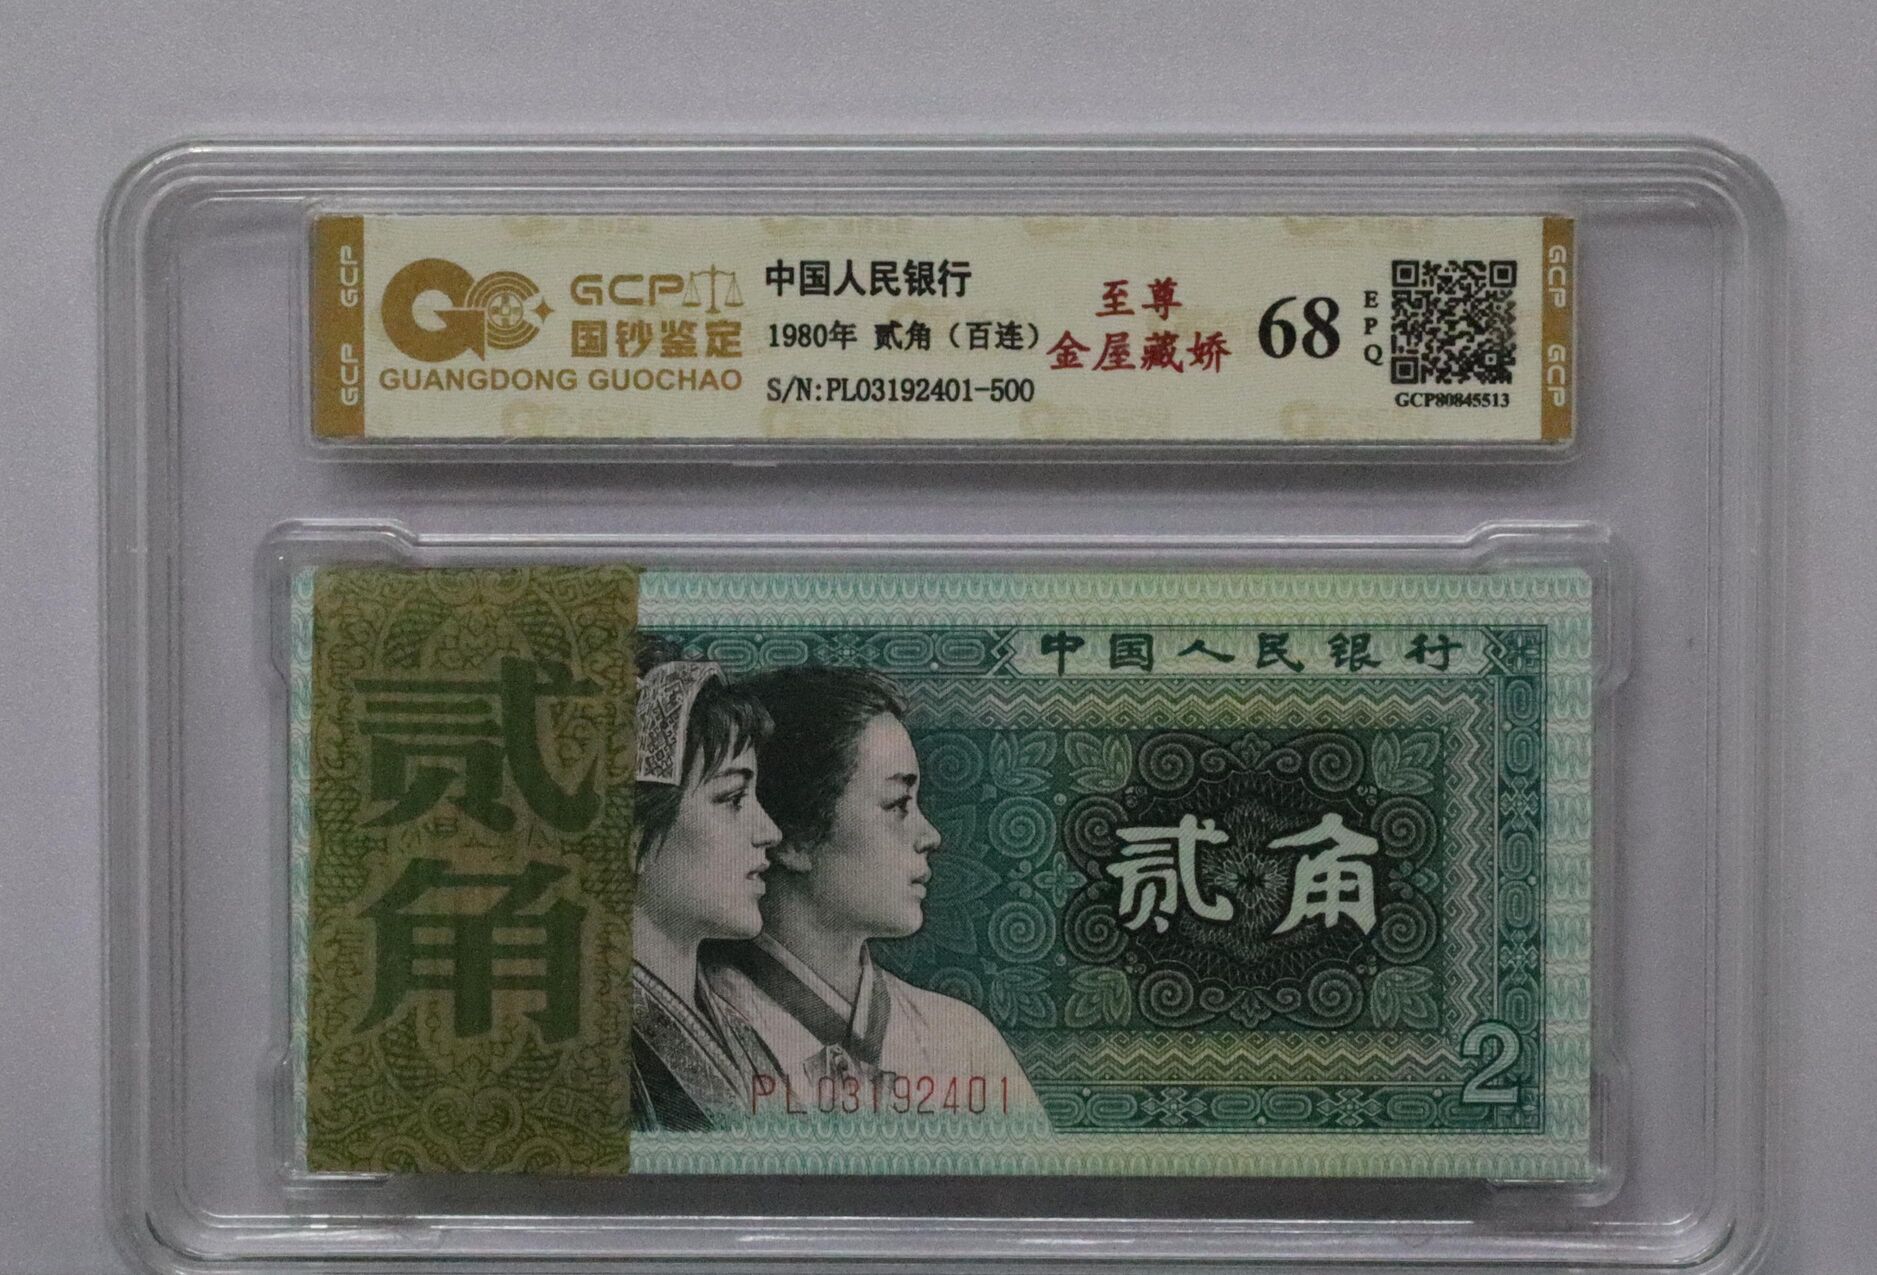 GCP
GCP
GCP
国钞鉴定
GUANGDONG GUOCHAO
中国人民银行
1980年 贰角（百连）
S/N:PL03192401-500
至尊
金屋藏娇
68
EPQ
GCP80845513
GCP
GCP
贰角
中国人民银行
贰角
PL03192401
2